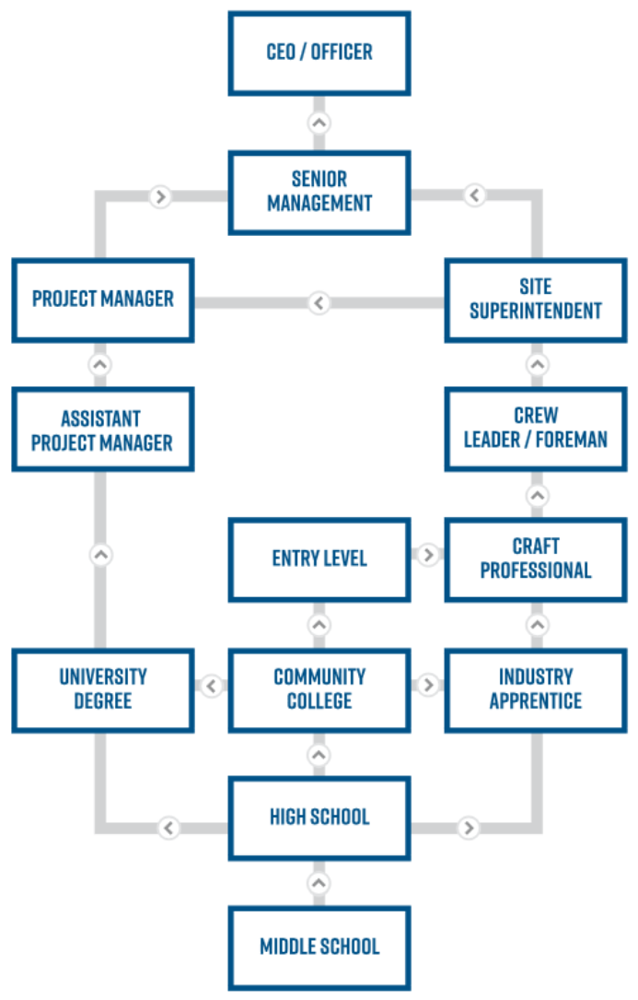 CEO / OFFICER
SENIOR
MANAGEMENT
PROJECT MANAGER
SITE
SUPERINTENDENT
ASSISTANT
PROJECT MANAGER
CREW
LEADER / FOREMAN
ENTRY LEVEL
CRAFT
PROFESSIONAL
UNIVERSITY
DEGREE
COMMUNITY
COLLEGE
INDUSTRY
APPRENTICE
HIGH SCHOOL
MIDDLE SCHOOL